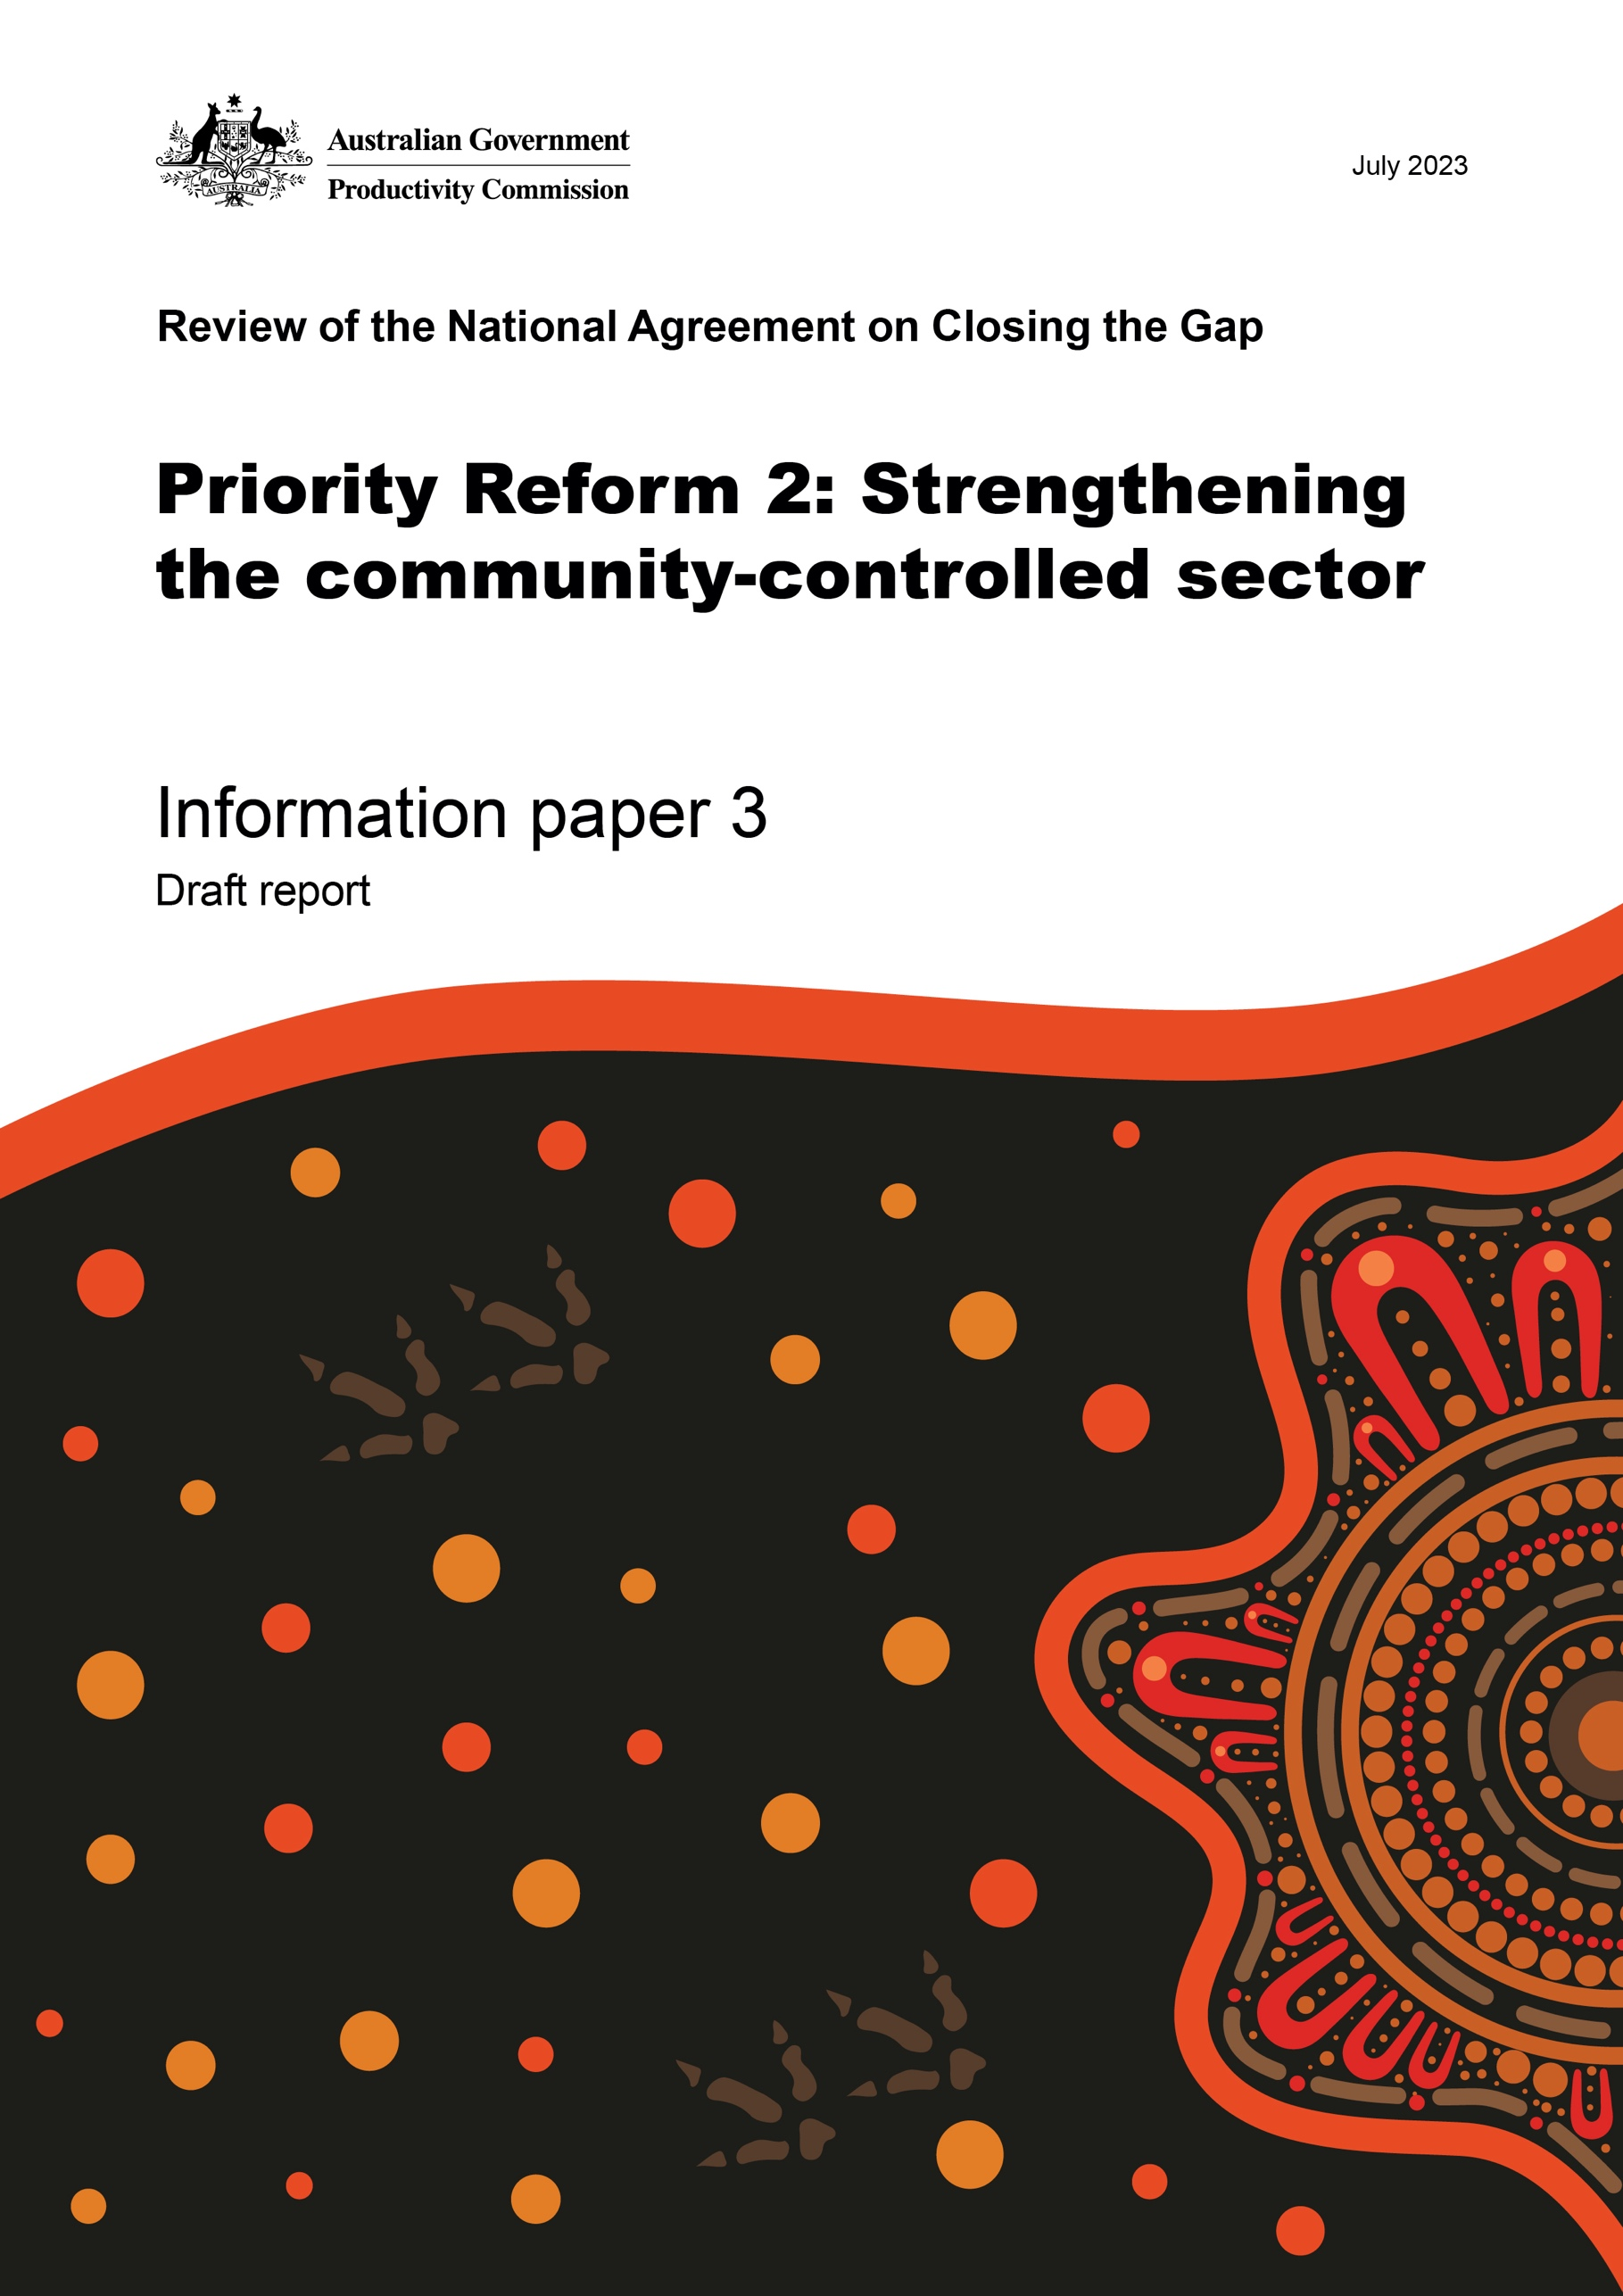 Australian Government
Productivity Commission
AUSTRALIA
July 2023
Review of the National Agreement on Closing the Gap
Priority Reform 2: Strengthening
the community-controlled sector
Information paper 3
Draft report